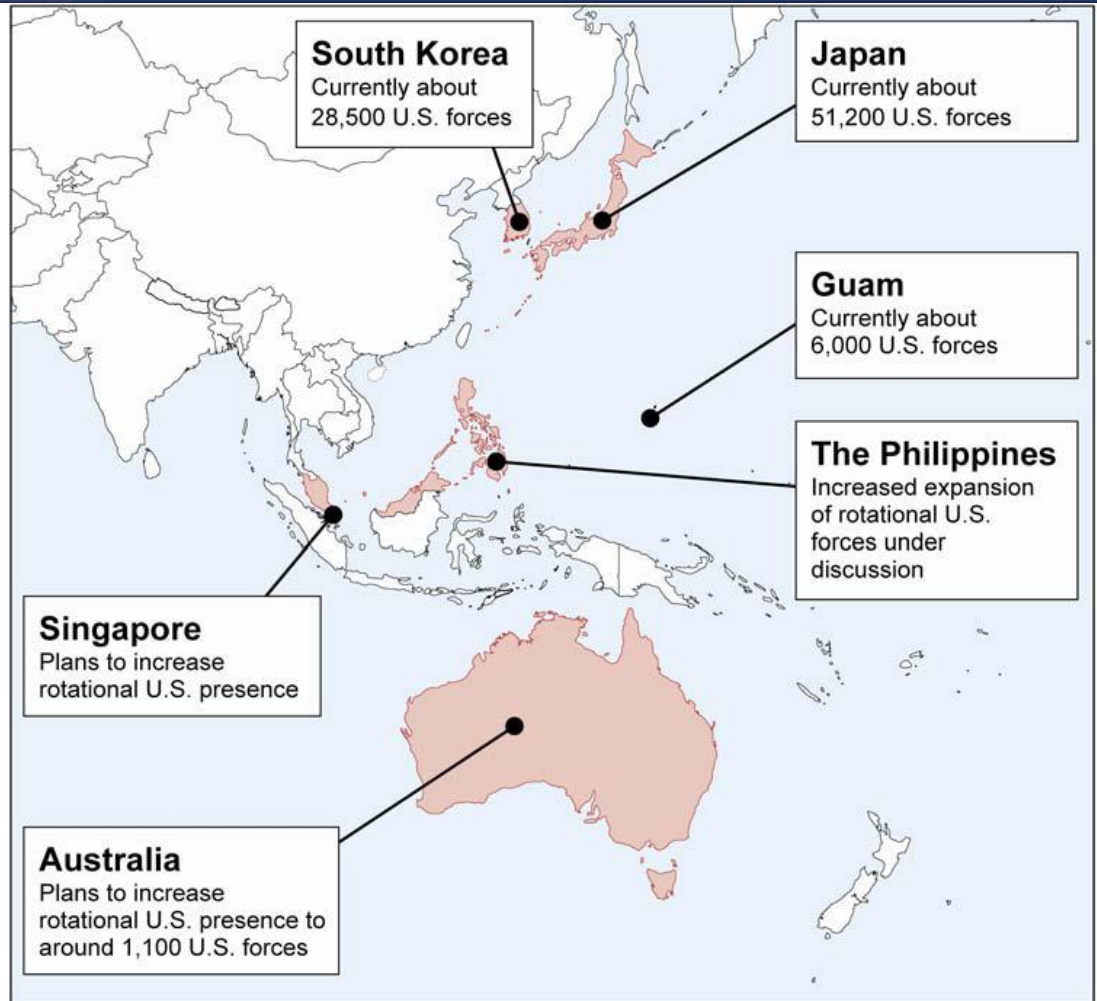 South Korea
Currently about
28,500 U.S. forces
Japan
Currently about
51,200 U.S. forces
Guam
Currently about
6,000 U.S. forces
The Philippines
Increased expansion
of rotational U.S.
forces under
discussion
Singapore
Plans to increase
rotational U.S. presence
Australia
Plans to increase
rotational U.S. presence to
around 1,100 U.S. forces